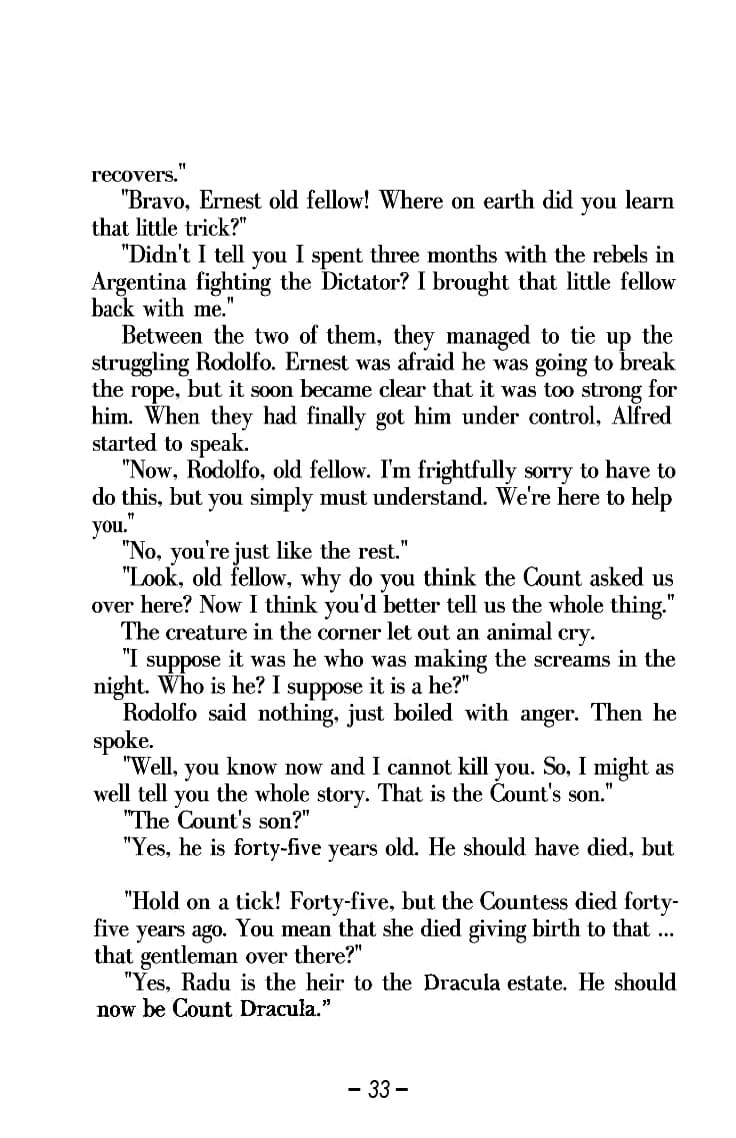 recovers."
"Bravo, Ernest old fellow! Where on earth did you learn
that little trick?"
"Didn't I tell you I spent three months with the rebels in
Argentina fighting the Dictator? I brought that little fellow
back with me."
Between the two of them, they managed to tie up the
struggling Rodolfo. Ernest was afraid he was going to break
the rope, but it soon became clear that it was too strong for
him. When they had finally got him under control, Alfred
started to speak.
"Now, Rodolfo, old fellow. I'm frightfully sorry to have to
do this, but you simply must understand. We're here to help
you."
"No, you're just like the rest."
"Look, old fellow, why do you think the Count asked us
over here? Now I think you'd better tell us the whole thing."
The creature in the corner let out an animal cry.
"I suppose it was he who was making the screams in the
night. Who is he? I suppose it is a he?"
Rodolfo said nothing, just boiled with anger. Then he
spoke.
"Well, you know now and I cannot kill you. So, I might as
well tell you the whole story. That is the Count's son."
"The Count's son?"
"Yes, he is forty-five years old. He should have died, but
"Hold on a tick! Forty-five, but the Countess died forty-
five years ago. You mean that she died giving birth to that ...
that gentleman over there?"
"Yes, Radu is the heir to the Dracula estate. He should
now be Count Dracula.”
– 33 –